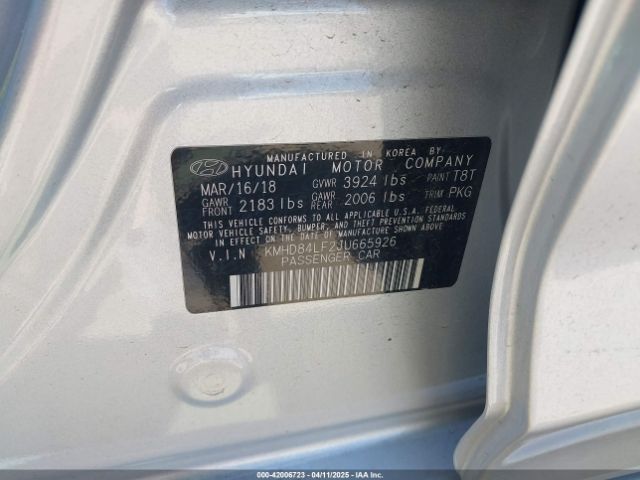 MANUFACTURED IN KOREA BY
HYUNDAI MOTOR COMPANY
MAR/16/18 GVWR 3924 lbs PAINT T8T
GAWR FRONT 2183 lbs GAWR REAR 2006 lbs TRIM PKG
THIS VEHICLE CONFORMS TO ALL APPLICABLE U.S.A. FEDERAL
MOTOR VEHICLE SAFETY, BUMPER, AND THEFT PREVENTION STANDARDS
IN EFFECT ON THE DATE OF MANUFACTURE SHOWN ABOVE
V.I.N KMHD84LF2JU665926
PASSENGER CAR
000-42006723 - 04/11/2025 - IAAI.COM